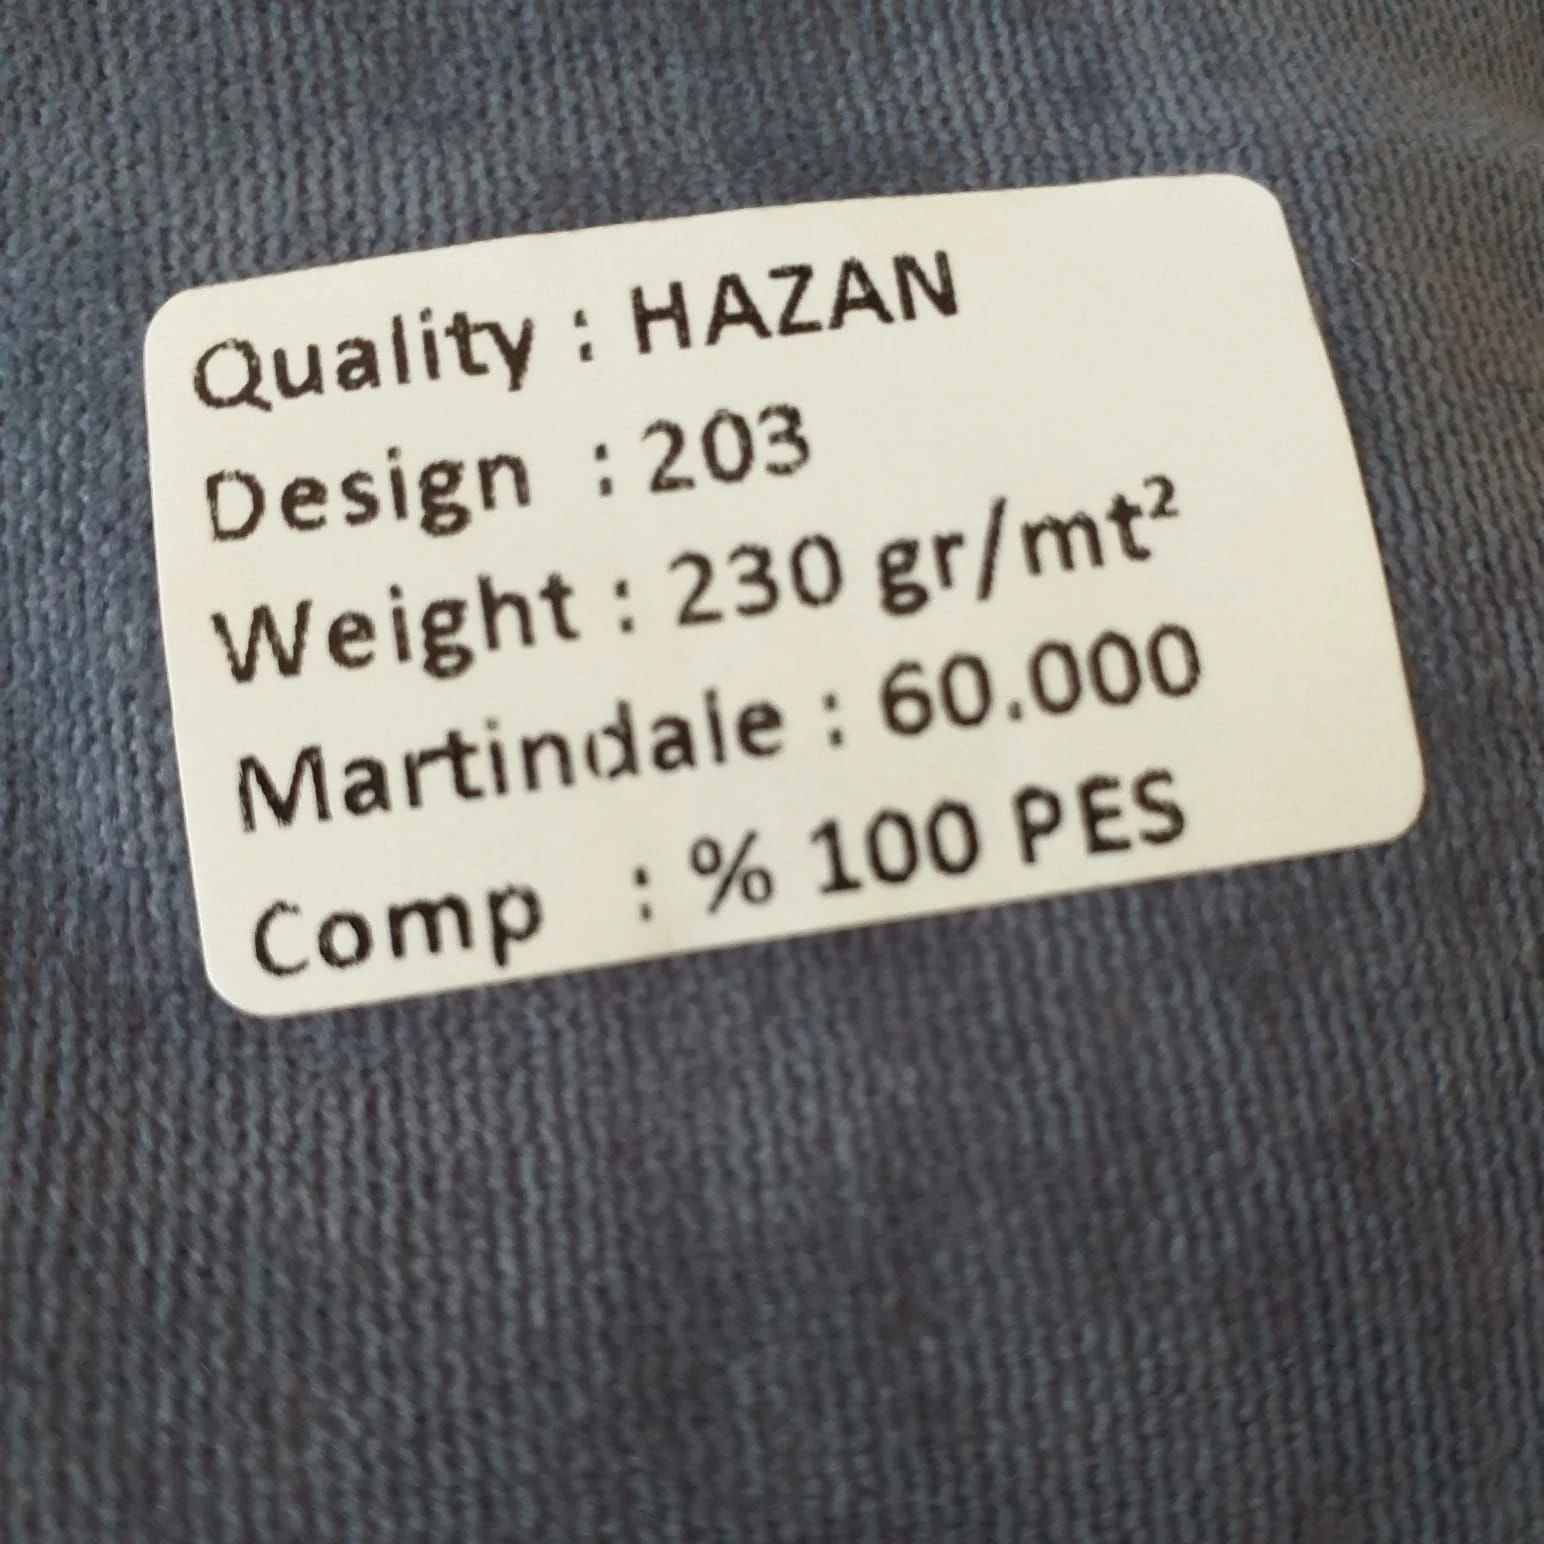 Quality : HAZAN
Design : 203
Weight : 230 gr/mt²
Martindale : 60.000
Comp : % 100 PES